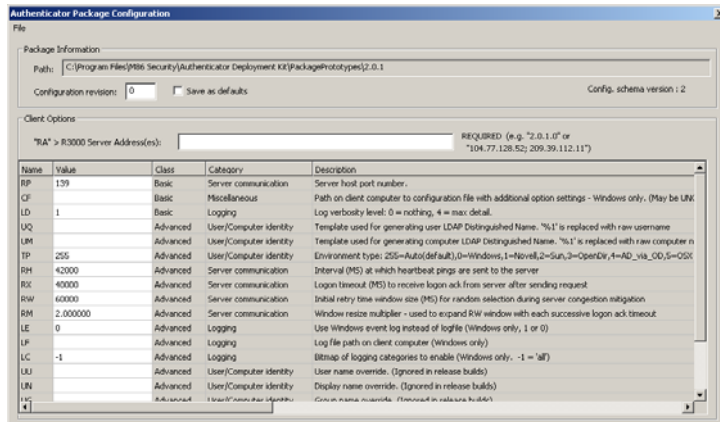 Authenticator Package Configuration
File
Package Information
Path: C:\Program Files\M86 Security\Authenticator Deployment Kit\PackagePrototypes\2.0.1
Configuration revision: 0 Save as defaults Config. schema version : 2
Client Options
"RA" > R3000 Server Address(es): REQUIRED (e.g. "2.0.1.0" or
"104.77.128.52; 209.39.112.11")
Name Value Class Category Description
RP 139 Basic Server communication Server host port number.
CF Basic Miscellaneous Path on client computer to configuration file with additional option settings - Windows only. (May be UNC
LD 1 Basic Logging Log verbosity level: 0 = nothing, 4 = max detail.
UQ Advanced User/Computer identity Template used for generating user LDAP Distinguished Name. '%1' is replaced with raw username
UM Advanced User/Computer identity Template used for generating computer LDAP Distinguished Name. '%1' is replaced with raw computer n
TP 255 Advanced User/Computer identity Environment type: 255=Auto(default),0=Windows,1=Novell,2=Sun,3=OpenDir,4=AD_via_OD,5=OSX
RH 42000 Advanced Server communication Interval (MS) at which heartbeat pings are sent to the server
RX 40000 Advanced Server communication Logon timeout (MS) to receive logon ack from server after sending request
RW 60000 Advanced Server communication Initial retry time window size (MS) for random selection during server congestion mitigation
RM 2.000000 Advanced Server communication Window resize multiplier - used to expand RW window with each successive logon ack timeout
LE 0 Advanced Logging Use Windows event log instead of logfile (Windows only, 1 or 0)
LF Advanced Logging Log file path on client computer (Windows only)
LC -1 Advanced Logging Bitmap of logging categories to enable (Windows only. -1 = 'all')
UU Advanced User/Computer identity User name override. (Ignored in release builds)
UN Advanced User/Computer identity Display name override. (Ignored in release builds)
UG Advanced User/Computer identity Group name override. (Ignored in release builds)